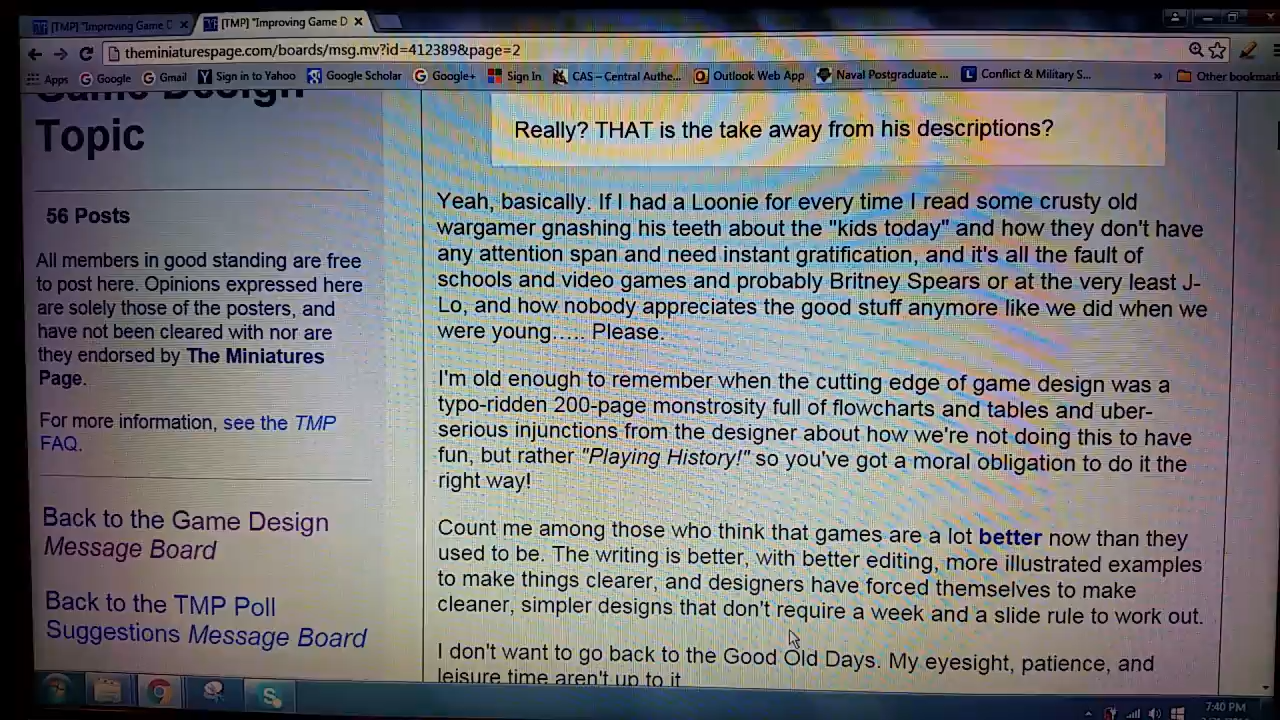 [TMP] "Improving Game D
[TMP] "Improving Game D
theminiaturespage.com/boards/msg.mv?id=412389&page=2
Apps Google Gmail Sign in to Yahoo Google Scholar Google+ Sign In CAS – Central Authe... Outlook Web App Naval Postgraduate ... Conflict & Military S... » Other bookmar
Game Design
Topic
56 Posts
All members in good standing are free
to post here. Opinions expressed here
are solely those of the posters, and
have not been cleared with nor are
they endorsed by The Miniatures
Page.
For more information, see the TMP
FAQ.
Back to the Game Design
Message Board
Back to the TMP Poll
Suggestions Message Board
Really? THAT is the take away from his descriptions?
Yeah, basically. If I had a Loonie for every time I read some crusty old
wargamer gnashing his teeth about the "kids today" and how they don't have
any attention span and need instant gratification, and it's all the fault of
schools and video games and probably Britney Spears or at the very least J-
Lo, and how nobody appreciates the good stuff anymore like we did when we
were young..... Please.
I'm old enough to remember when the cutting edge of game design was a
typo-ridden 200-page monstrosity full of flowcharts and tables and uber-
serious injunctions from the designer about how we're not doing this to have
fun, but rather "Playing History!" so you've got a moral obligation to do it the
right way!
Count me among those who think that games are a lot better now than they
used to be. The writing is better, with better editing, more illustrated examples
to make things clearer, and designers have forced themselves to make
cleaner, simpler designs that don't require a week and a slide rule to work out.
I don't want to go back to the Good Old Days. My eyesight, patience, and
leisure time aren't up to it
7:40 PM